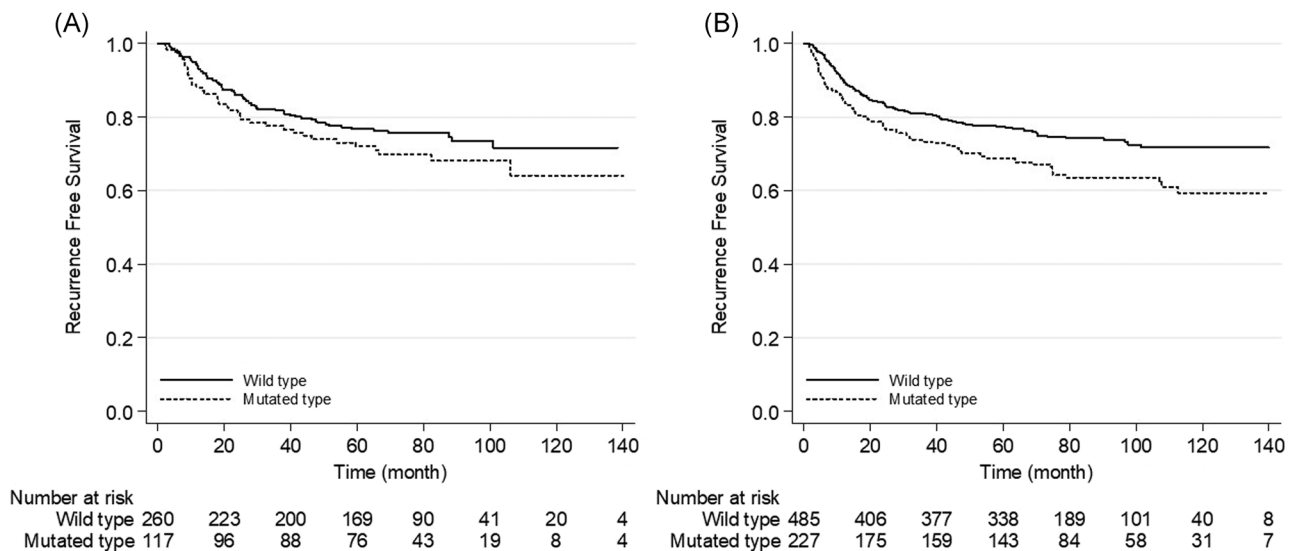 (A)
Recurrence Free Survival
1.0
0.8
0.6
0.4
0.2
0.0
Wild type
Mutated type
0 20 40 60 80 100 120 140
Time (month)
Number at risk
Wild type 260 223 200 169 90 41 20 4
Mutated type 117 96 88 76 43 19 8 4
(B)
Recurrence Free Survival
1.0
0.8
0.6
0.4
0.2
0.0
Wild type
Mutated type
0 20 40 60 80 100 120 140
Time (month)
Number at risk
Wild type 485 406 377 338 189 101 40 8
Mutated type 227 175 159 143 84 58 31 7